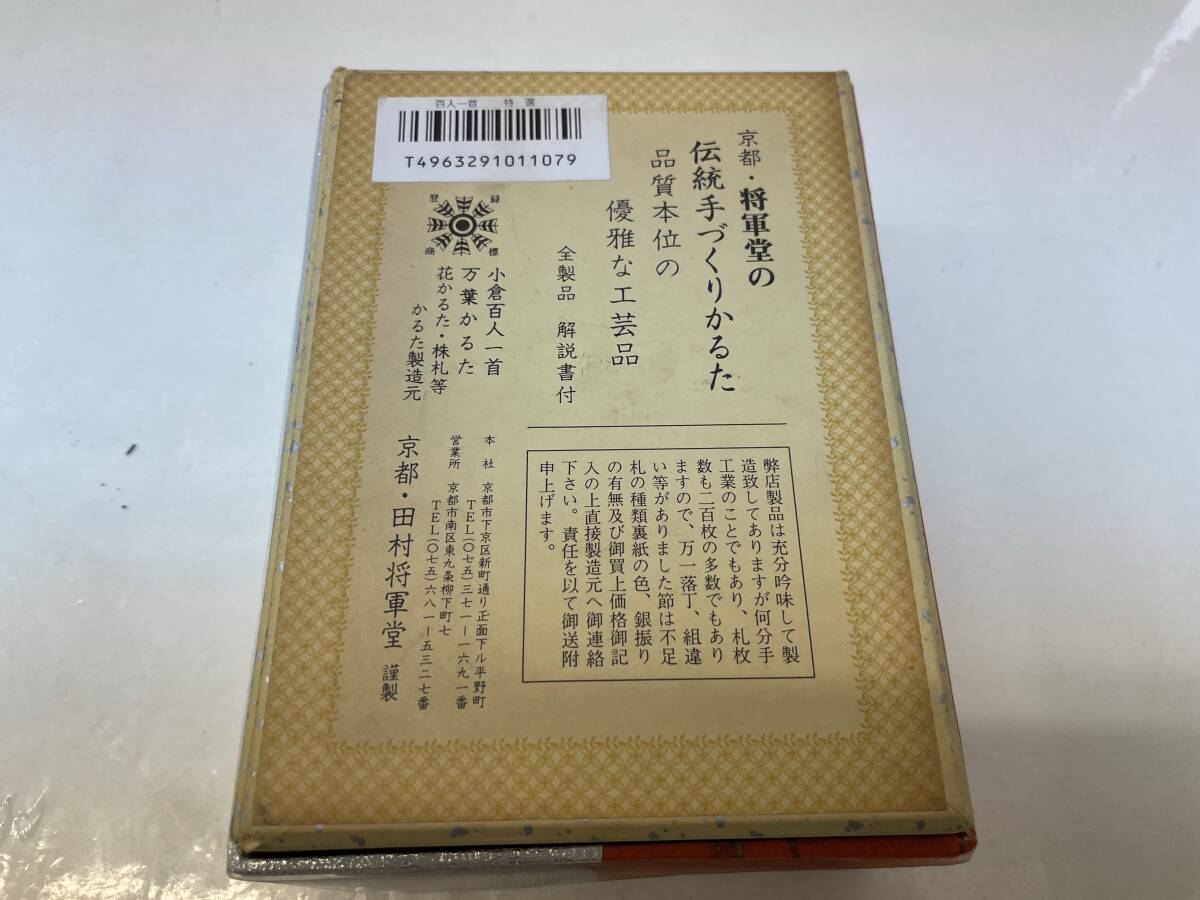 百人一首 特選
T4963291011079
京都・将軍堂の
伝統手づくりかるた
品質本位の
優雅な工芸品
全製品 解説書付
登録
商標
小倉百人一首
万葉かるた
花かるた・株札等
かるた製造元
弊店製品は充分吟味して製
造致してありますが何分手
工業のことでもあり、札枚
数も二百枚の多数でもあり
ますので、万一落丁、組違
い等がありました節は不足
札の種類裏紙の色、銀振り
の有無及び御買上価格御記
入の上直接製造元へ御連絡
下さい。責任を以て御送附
申上げます。
本社 京都市下京区新町通り正面下ル平野町
TEL(〇七五)三七一ー一六九一番
営業所 京都市南区東九条柳下町七
TEL(〇七五)六八一ー五三二七番
京都・田村将軍堂 謹製